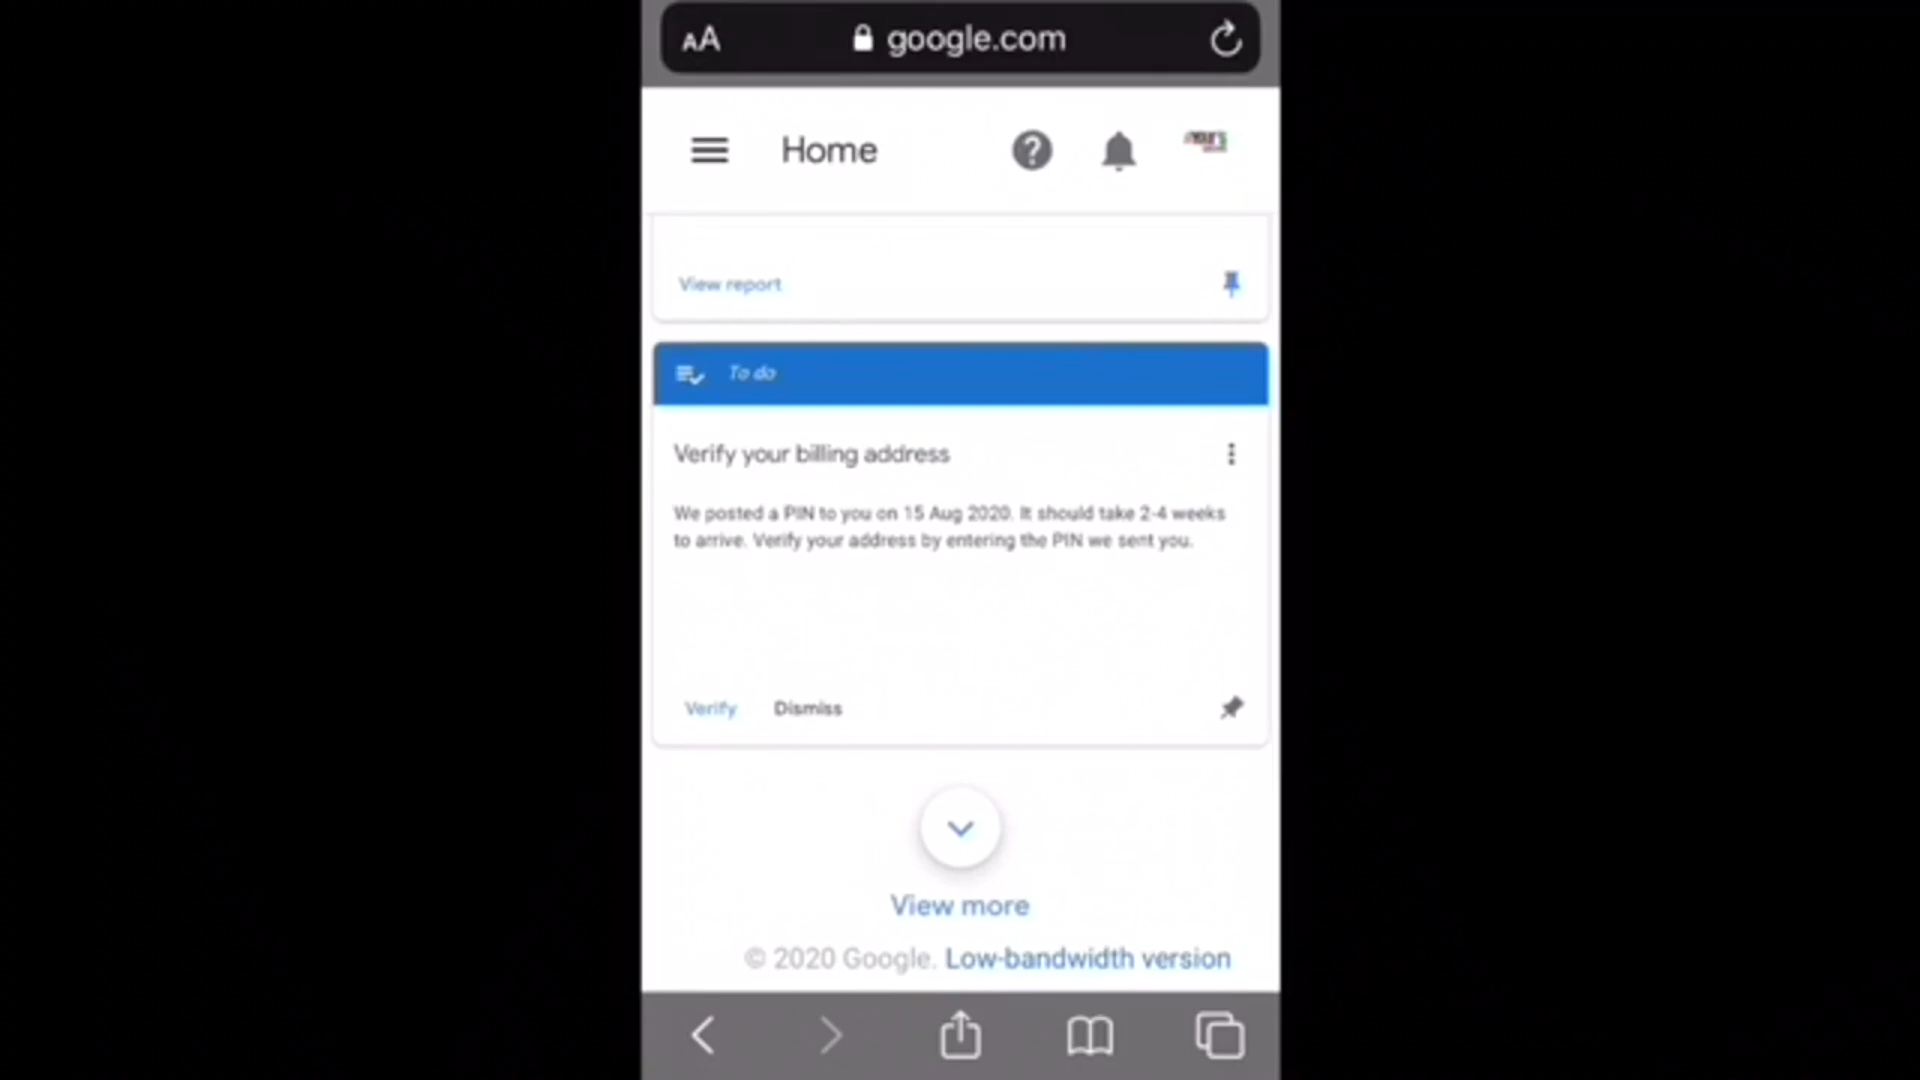 AA google.com
Home
View report
To do
Verify your billing address
We posted a PIN to you on 15 Aug 2020. It should take 2-4 weeks
to arrive. Verify your address by entering the PIN we sent you.
Verify Dismiss
View more
© 2020 Google. Low-bandwidth version